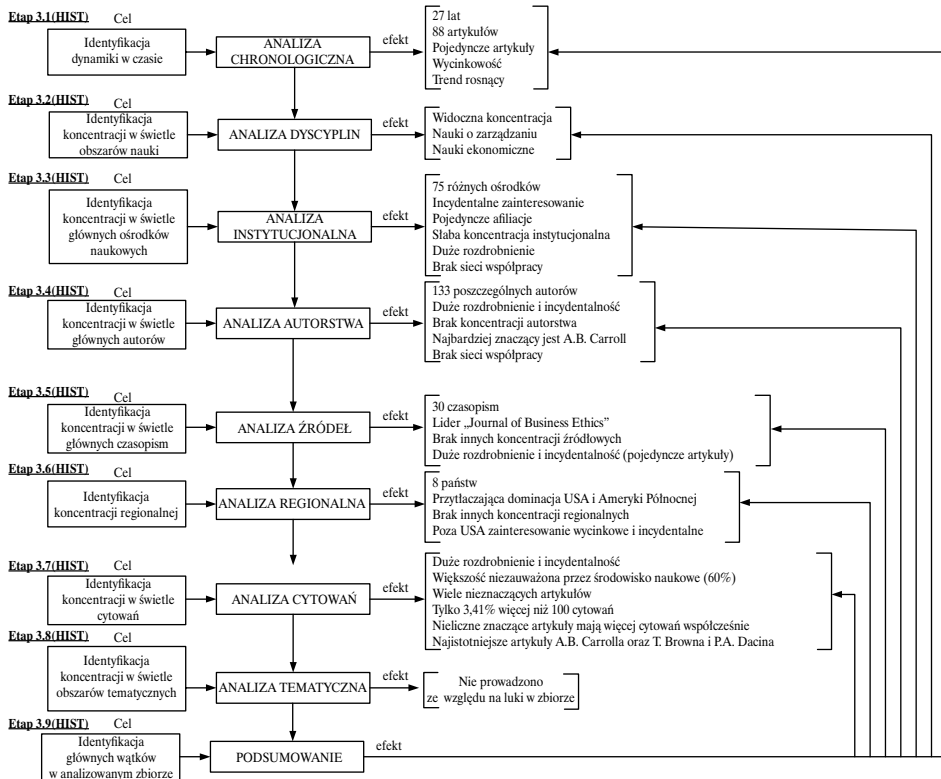 Etap 3.1(HIST) Cel
Identyfikacja
dynamiki w czasie
ANALIZA
CHRONOLOGICZNA
efekt
27 lat
88 artykułów
Pojedyncze artykuły
Wycinkowość
Trend rosnący
Etap 3.2(HIST) Cel
Identyfikacja
koncentracji w świetle
obszarów nauki
ANALIZA DYSCYPLIN
efekt
Widoczna koncentracja
Nauki o zarządzaniu
Nauki ekonomiczne
Etap 3.3(HIST) Cel
Identyfikacja
koncentracji w świetle
głównych ośrodków
naukowych
ANALIZA
INSTYTUCJONALNA
efekt
75 różnych ośrodków
Incydentalne zainteresowanie
Pojedyncze afiliacje
Słaba koncentracja instytucjonalna
Duże rozdrobnienie
Brak sieci współpracy
Etap 3.4(HIST) Cel
Identyfikacja
koncentracji w świetle
głównych autorów
ANALIZA AUTORSTWA
efekt
133 poszczególnych autorów
Duże rozdrobnienie i incydentalność
Brak koncentracji autorstwa
Najbardziej znaczący jest A.B. Carroll
Brak sieci współpracy
Etap 3.5(HIST) Cel
Identyfikacja
koncentracji w świetle
głównych czasopism
ANALIZA ŹRÓDEŁ
efekt
30 czasopism
Lider „Journal of Business Ethics”
Brak innych koncentracji źródłowych
Duże rozdrobnienie i incydentalność (pojedyncze artykuły)
Etap 3.6(HIST) Cel
Identyfikacja
koncentracji regionalnej
ANALIZA REGIONALNA
efekt
8 państw
Przytłaczająca dominacja USA i Ameryki Północnej
Brak innych koncentracji regionalnych
Poza USA zainteresowanie wycinkowe i incydentalne
Etap 3.7(HIST) Cel
Identyfikacja
koncentracji w świetle
cytowań
ANALIZA CYTOWAŃ
efekt
Duże rozdrobnienie i incydentalność
Większość niezauważona przez środowisko naukowe (60%)
Wiele nieznaczących artykułów
Tylko 3,41% więcej niż 100 cytowań
Nieliczne znaczące artykuły mają więcej cytowań współcześnie
Najistotniejsze artykuły A.B. Carrolla oraz T. Browna i P.A. Dacina
Etap 3.8(HIST) Cel
Identyfikacja
koncentracji w świetle
obszarów tematycznych
ANALIZA TEMATYCZNA
efekt
Nie prowadzono
ze względu na luki w zbiorze
Etap 3.9(HIST) Cel
Identyfikacja
głównych wątków
w analizowanym zbiorze
PODSUMOWANIE
efekt